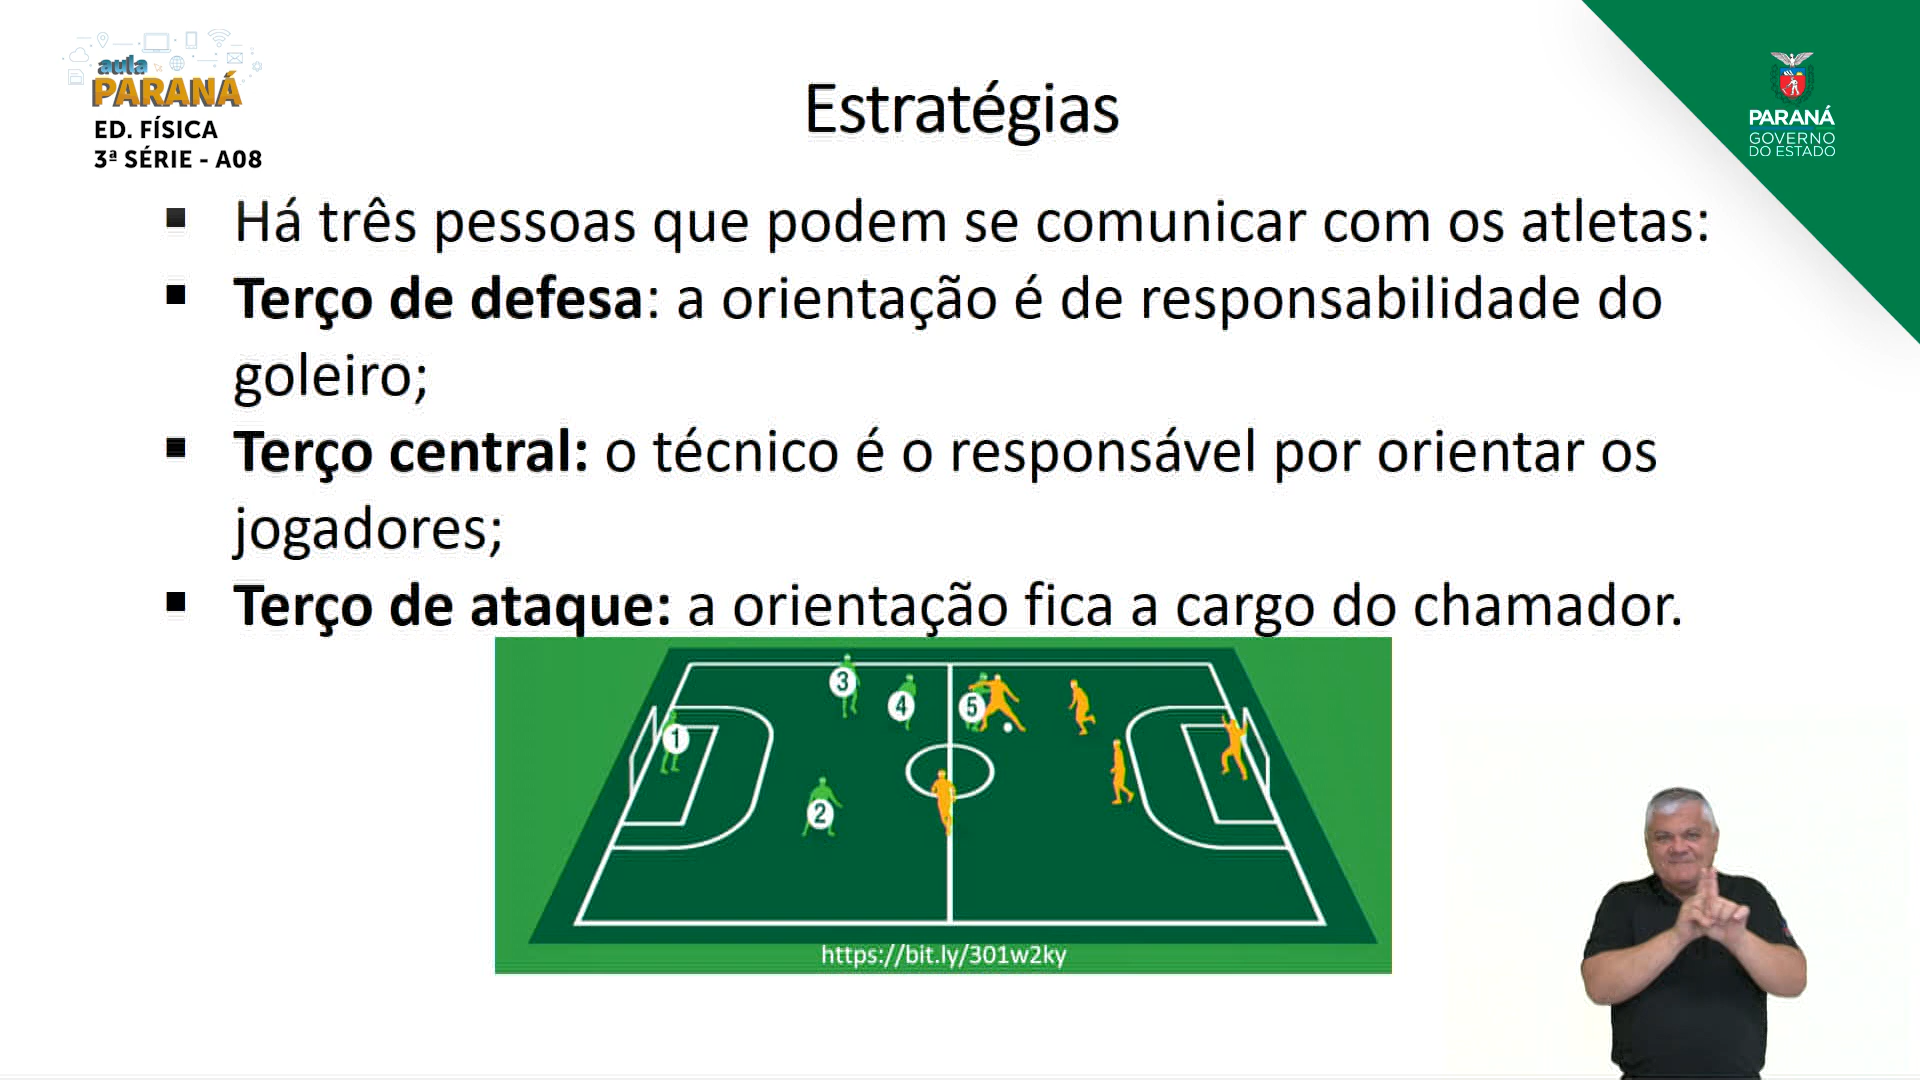 aula
PARANÁ
ED. FÍSICA
3ª SÉRIE - A08
PARANÁ
GOVERNO
DO ESTADO
Estratégias
▪ Há três pessoas que podem se comunicar com os atletas:
▪ Terço de defesa: a orientação é de responsabilidade do
goleiro;
▪ Terço central: o técnico é o responsável por orientar os
jogadores;
▪ Terço de ataque: a orientação fica a cargo do chamador.
3
4
5
1
2
https://bit.ly/301w2ky